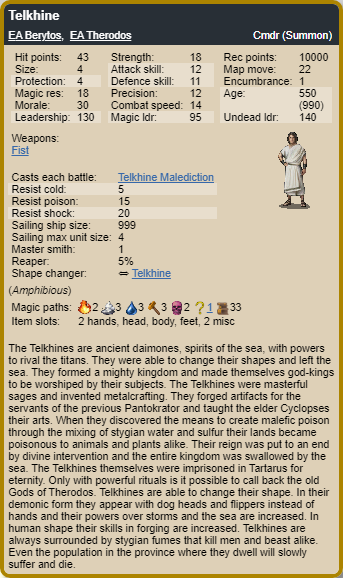 Telkhine
EA Berytos, EA Therodos Cmdr (Summon)
Hit points: 43 Strength: 18 Rec points: 10000
Size: 4 Attack skill: 12 Map move: 22
Protection: 4 Defence skill: 11 Encumbrance: 1
Magic res: 18 Precision: 12 Age: 550
Morale: 30 Combat speed: 14 (990)
Leadership: 130 Magic ldr: 95 Undead ldr: 140
Weapons:
Fist
Casts each battle: Telkhine Malediction
Resist cold: 5
Resist poison: 15
Resist shock: 20
Sailing ship size: 999
Sailing max unit size: 4
Master smith: 1
Reaper: 5%
Shape changer: ⇔ Telkhine
(Amphibious)
Magic paths: 2 3 3 3 2 ?1 33
Item slots: 2 hands, head, body, feet, 2 misc
The Telkhines are ancient daimones, spirits of the sea, with powers
to rival the titans. They were able to change their shapes and left the
sea. They formed a mighty kingdom and made themselves god-kings
to be worshiped by their subjects. The Telkhines were masterful
sages and invented metalcrafting. They forged artifacts for the
servants of the previous Pantokrator and taught the elder Cyclopses
their arts. When they discovered the means to create malefic poison
through the mixing of stygian water and sulfur their lands became
poisonous to animals and plants alike. Their reign was put to an end
by divine intervention and the entire kingdom was swallowed by the
sea. The Telkhines themselves were imprisoned in Tartarus for
eternity. Only with powerful rituals is it possible to call back the old
Gods of Therodos. Telkhines are able to change their shape. In their
demonic form they appear with dog heads and flippers instead of
hands and their powers over storms and the sea are increased. In
human shape their skills in forging are increased. Telkhines are
always surrounded by stygian fumes that kill men and beast alike.
Even the population in the province where they dwell will slowly
suffer and die.